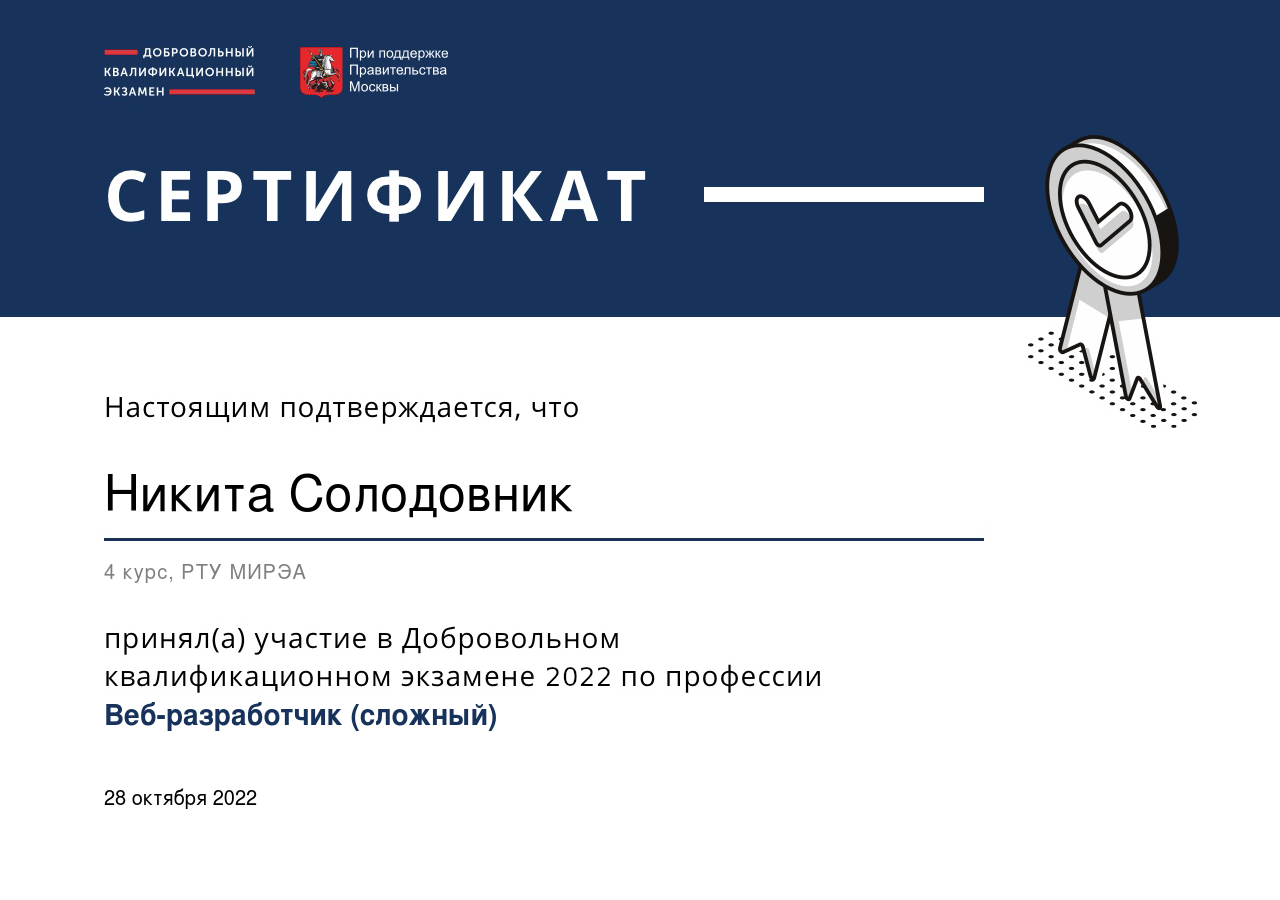 ДОБРОВОЛЬНЫЙ
КВАЛИФИКАЦИОННЫЙ
ЭКЗАМЕН
При поддержке
Правительства
Москвы
СЕРТИФИКАТ
Настоящим подтверждается, что
Никита Солодовник
4 курс, РТУ МИРЭА
принял(а) участие в Добровольном
квалификационном экзамене 2022 по профессии
Веб-разработчик (сложный)
28 октября 2022